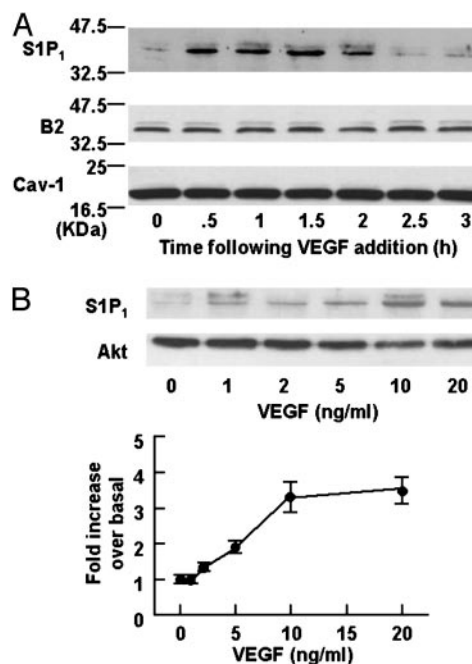 A
47.5
S1P1
32.5
47.5
B2
32.5
25
Cav-1
16.5
(KDa)
0 .5 1 1.5 2 2.5 3
Time following VEGF addition (h)
B
S1P1
Akt
0 1 2 5 10 20
VEGF (ng/ml)
Fold increase
over basal
5
4
3
2
1
0 5 10 15 20
VEGF (ng/ml)